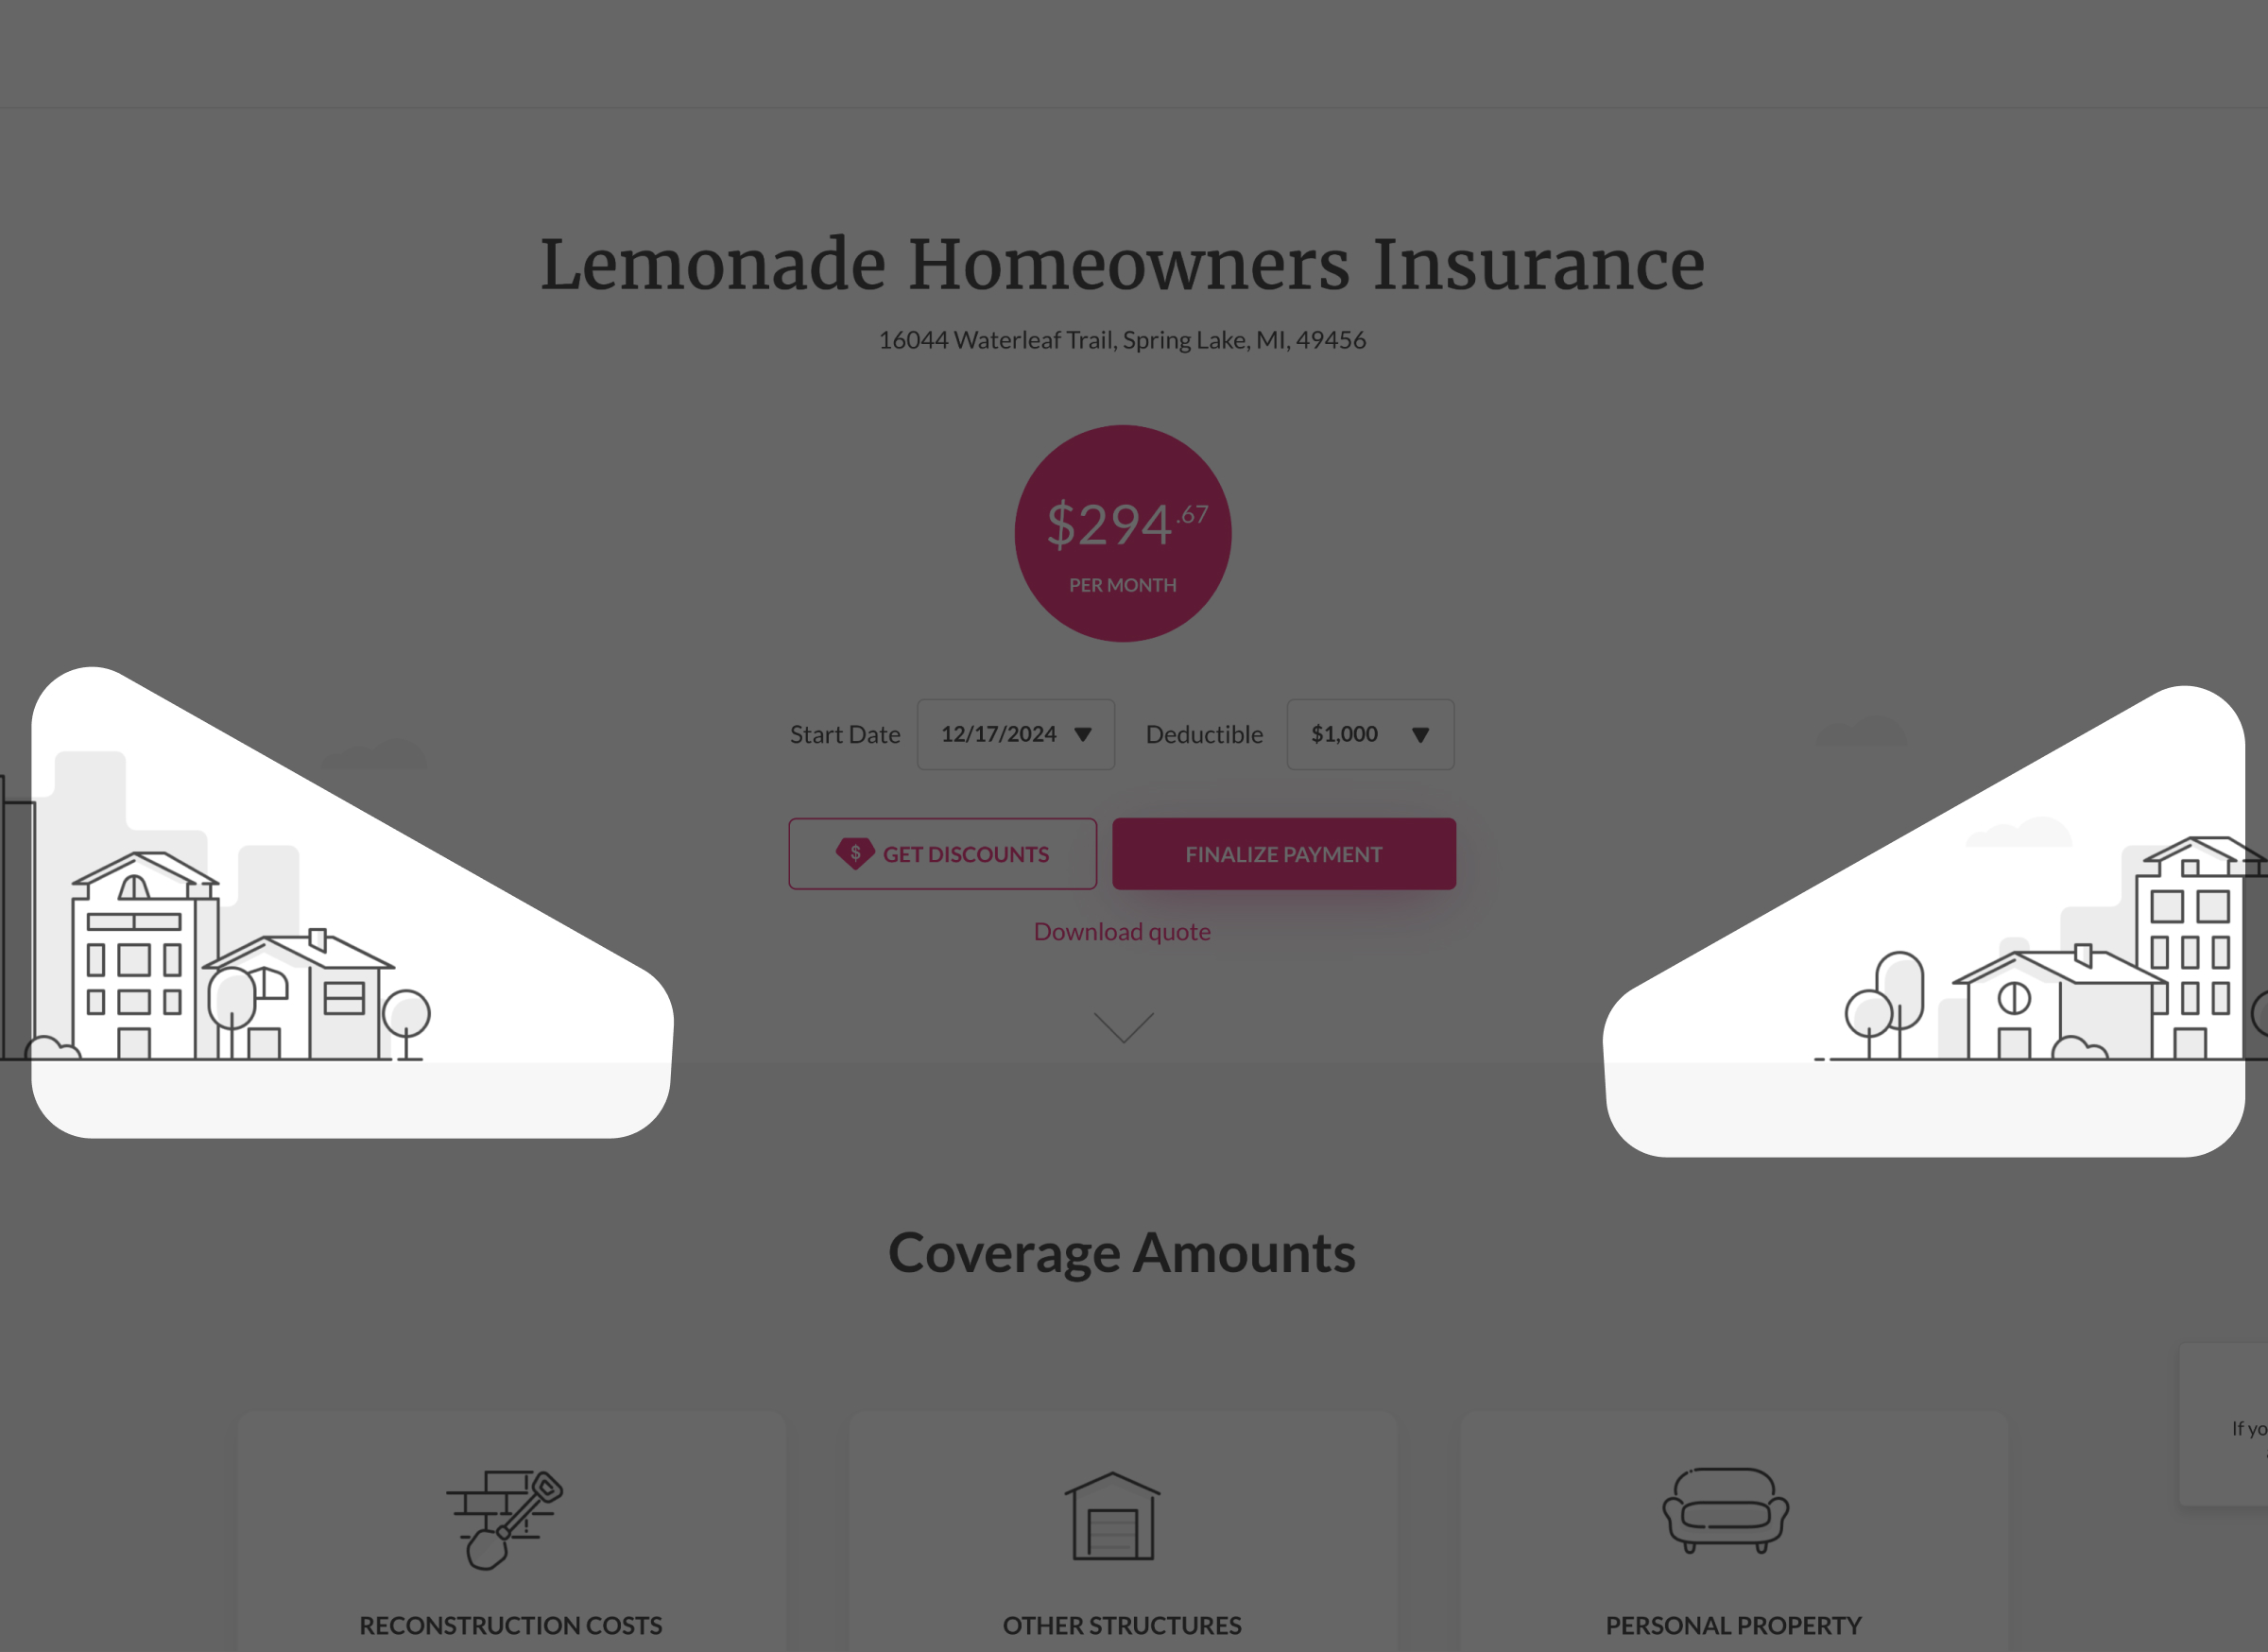 Lemonade Homeowners Insurance
16044 Waterleaf Trail, Spring Lake, MI, 49456
$294.67
PER MONTH
Start Date 12/17/2024 Deductible $1,000
GET DISCOUNTS FINALIZE PAYMENT
Download quote
Coverage Amounts
If yo
RECONSTRUCTION COSTS OTHER STRUCTURES PERSONAL PROPERTY